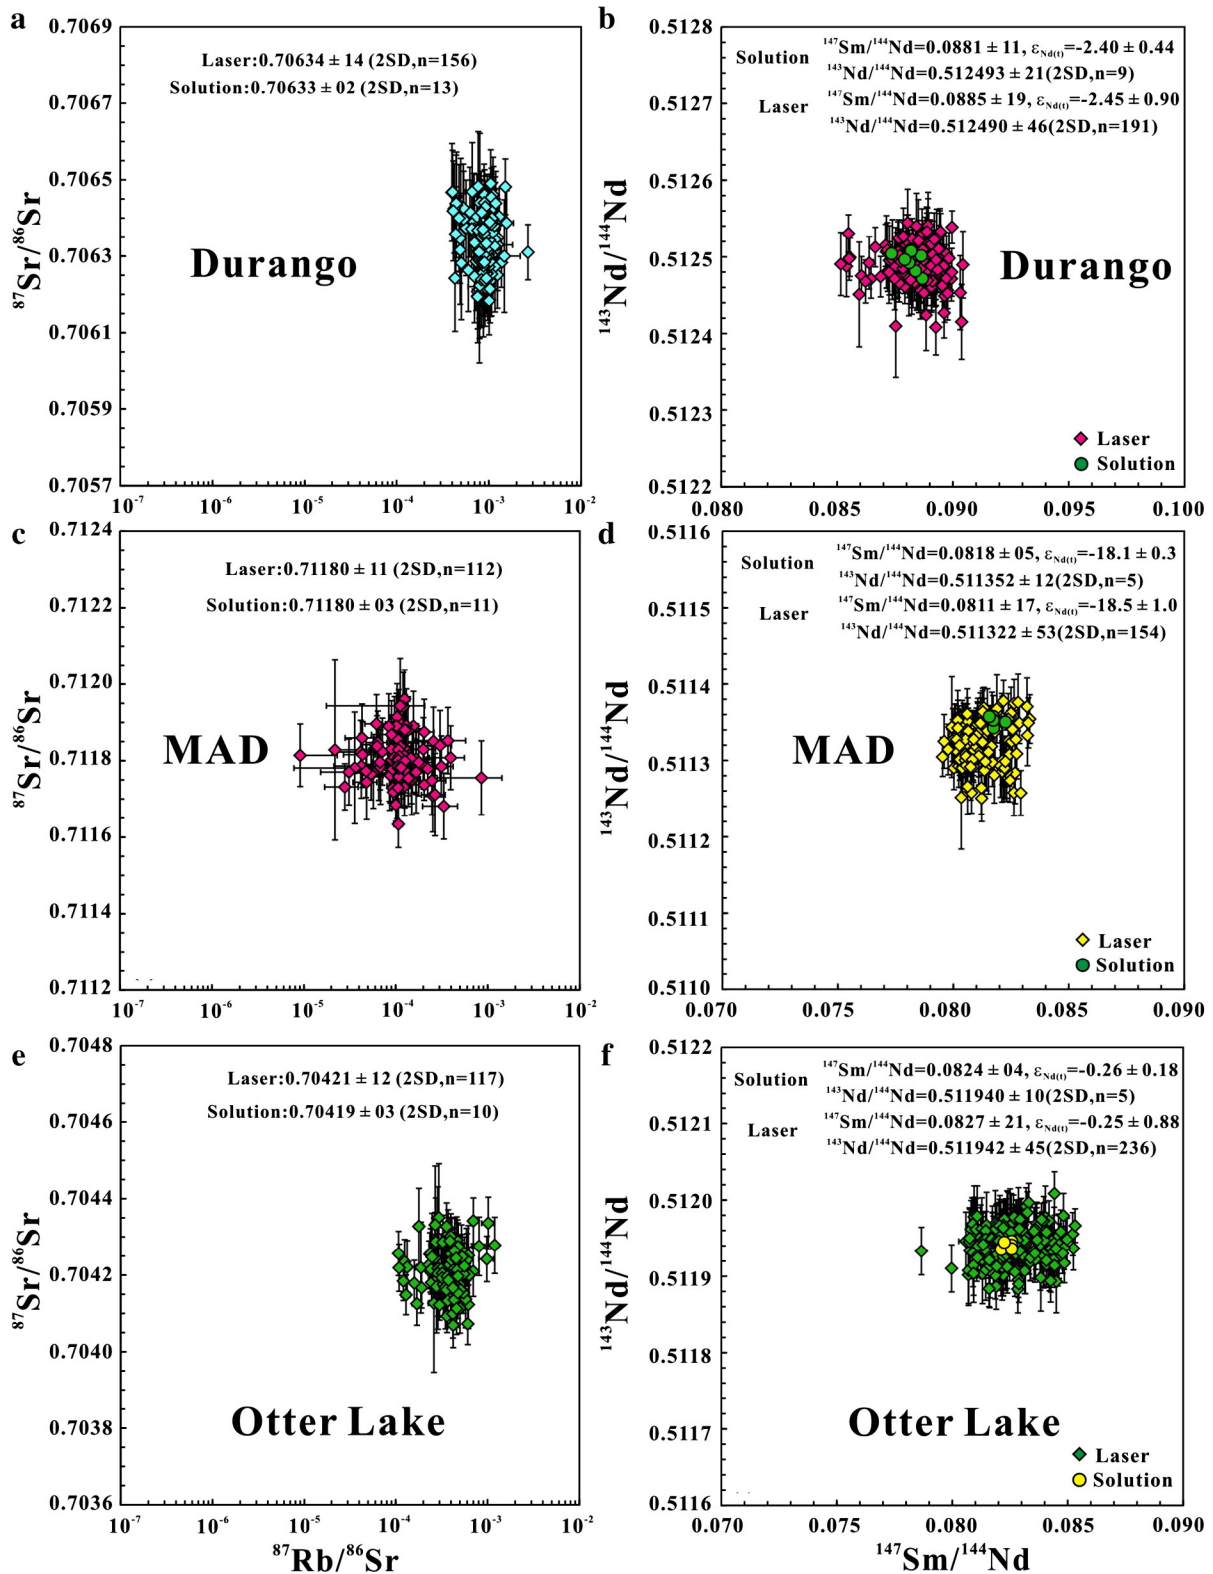 a
0.7069
0.7067
0.7065
0.7063
0.7061
0.7059
0.7057
⁸⁷Sr/⁸⁶Sr
Laser:0.70634 ± 14 (2SD,n=156)
Solution:0.70633 ± 02 (2SD,n=13)
Durango
10⁻⁷ 10⁻⁶ 10⁻⁵ 10⁻⁴ 10⁻³ 10⁻²
b
0.5128
0.5127
0.5126
0.5125
0.5124
0.5123
0.5122
¹⁴³Nd/¹⁴⁴Nd
Solution ¹⁴⁷Sm/¹⁴⁴Nd=0.0881 ± 11, εNd(t)=-2.40 ± 0.44
¹⁴³Nd/¹⁴⁴Nd=0.512493 ± 21(2SD,n=9)
Laser ¹⁴⁷Sm/¹⁴⁴Nd=0.0885 ± 19, εNd(t)=-2.45 ± 0.90
¹⁴³Nd/¹⁴⁴Nd=0.512490 ± 46(2SD,n=191)
Durango
Laser
Solution
0.080 0.085 0.090 0.095 0.100
c
0.7124
0.7122
0.7120
0.7118
0.7116
0.7114
0.7112
⁸⁷Sr/⁸⁶Sr
Laser:0.71180 ± 11 (2SD,n=112)
Solution:0.71180 ± 03 (2SD,n=11)
MAD
10⁻⁷ 10⁻⁶ 10⁻⁵ 10⁻⁴ 10⁻³ 10⁻²
d
0.5116
0.5115
0.5114
0.5113
0.5112
0.5111
0.5110
¹⁴³Nd/¹⁴⁴Nd
Solution ¹⁴⁷Sm/¹⁴⁴Nd=0.0818 ± 05, εNd(t)=-18.1 ± 0.3
¹⁴³Nd/¹⁴⁴Nd=0.511352 ± 12(2SD,n=5)
Laser ¹⁴⁷Sm/¹⁴⁴Nd=0.0811 ± 17, εNd(t)=-18.5 ± 1.0
¹⁴³Nd/¹⁴⁴Nd=0.511322 ± 53(2SD,n=154)
MAD
Laser
Solution
0.070 0.075 0.080 0.085 0.090
e
0.7048
0.7046
0.7044
0.7042
0.7040
0.7038
0.7036
⁸⁷Sr/⁸⁶Sr
Laser:0.70421 ± 12 (2SD,n=117)
Solution:0.70419 ± 03 (2SD,n=10)
Otter Lake
10⁻⁷ 10⁻⁶ 10⁻⁵ 10⁻⁴ 10⁻³ 10⁻²
⁸⁷Rb/⁸⁶Sr
f
0.5122
0.5121
0.5120
0.5119
0.5118
0.5117
0.5116
¹⁴³Nd/¹⁴⁴Nd
Solution ¹⁴⁷Sm/¹⁴⁴Nd=0.0824 ± 04, εNd(t)=-0.26 ± 0.18
¹⁴³Nd/¹⁴⁴Nd=0.511940 ± 10(2SD,n=5)
Laser ¹⁴⁷Sm/¹⁴⁴Nd=0.0827 ± 21, εNd(t)=-0.25 ± 0.88
¹⁴³Nd/¹⁴⁴Nd=0.511942 ± 45(2SD,n=236)
Otter Lake
Laser
Solution
0.070 0.075 0.080 0.085 0.090
¹⁴⁷Sm/¹⁴⁴Nd